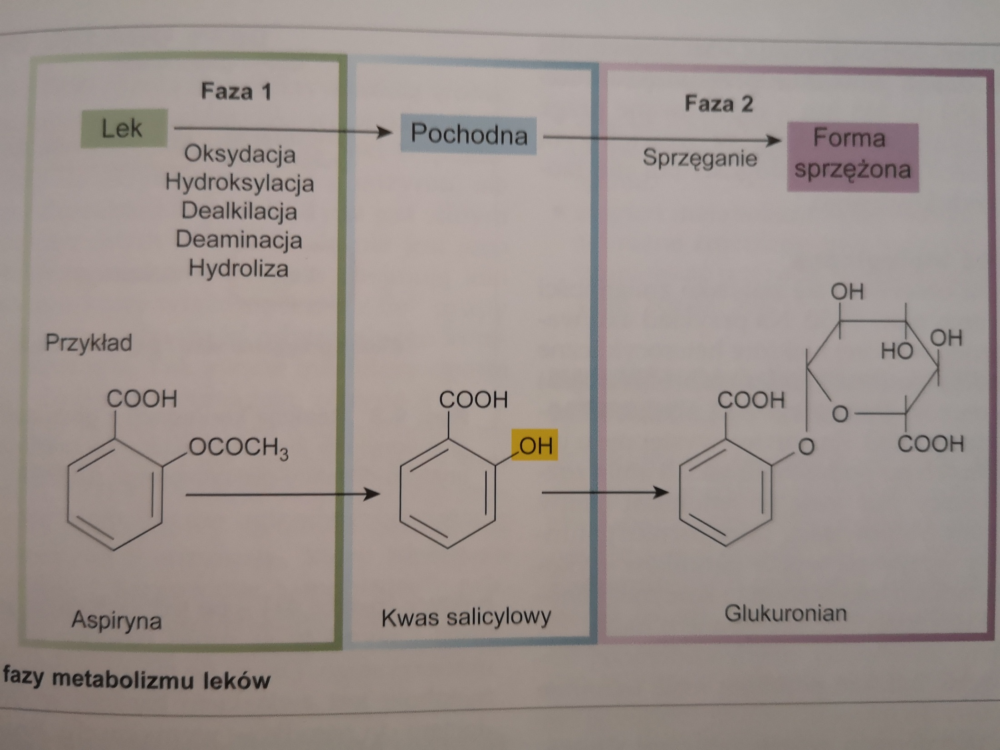 Faza 1
Lek
Pochodna
Oksydacja
Hydroksylacja
Dealkilacja
Deaminacja
Hydroliza
Faza 2
Sprzęganie
Forma
sprzężona
Przykład
COOH
OCOCH₃
Aspiryna
COOH
OH
Kwas salicylowy
OH
HO
OH
COOH
O
O
COOH
Glukuronian
fazy metabolizmu leków